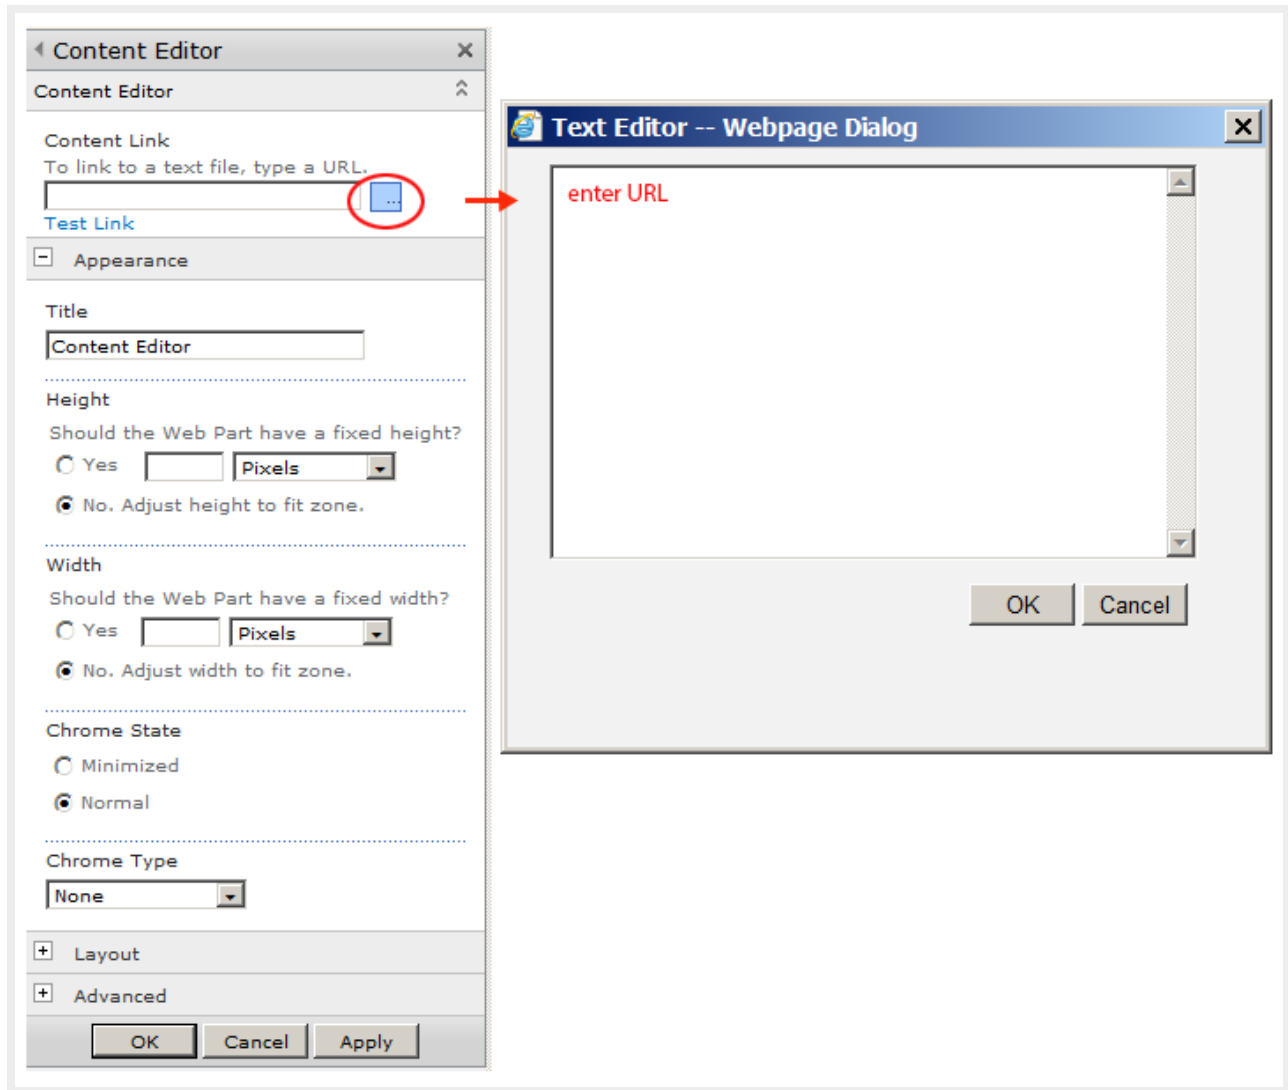 Content Editor
Content Editor
Content Link
To link to a text file, type a URL.
...
Test Link
Appearance
Title
Content Editor
Height
Should the Web Part have a fixed height?
Yes Pixels
No. Adjust height to fit zone.
Width
Should the Web Part have a fixed width?
Yes Pixels
No. Adjust width to fit zone.
Chrome State
Minimized
Normal
Chrome Type
None
Layout
Advanced
OK Cancel Apply
Text Editor -- Webpage Dialog
enter URL
OK Cancel